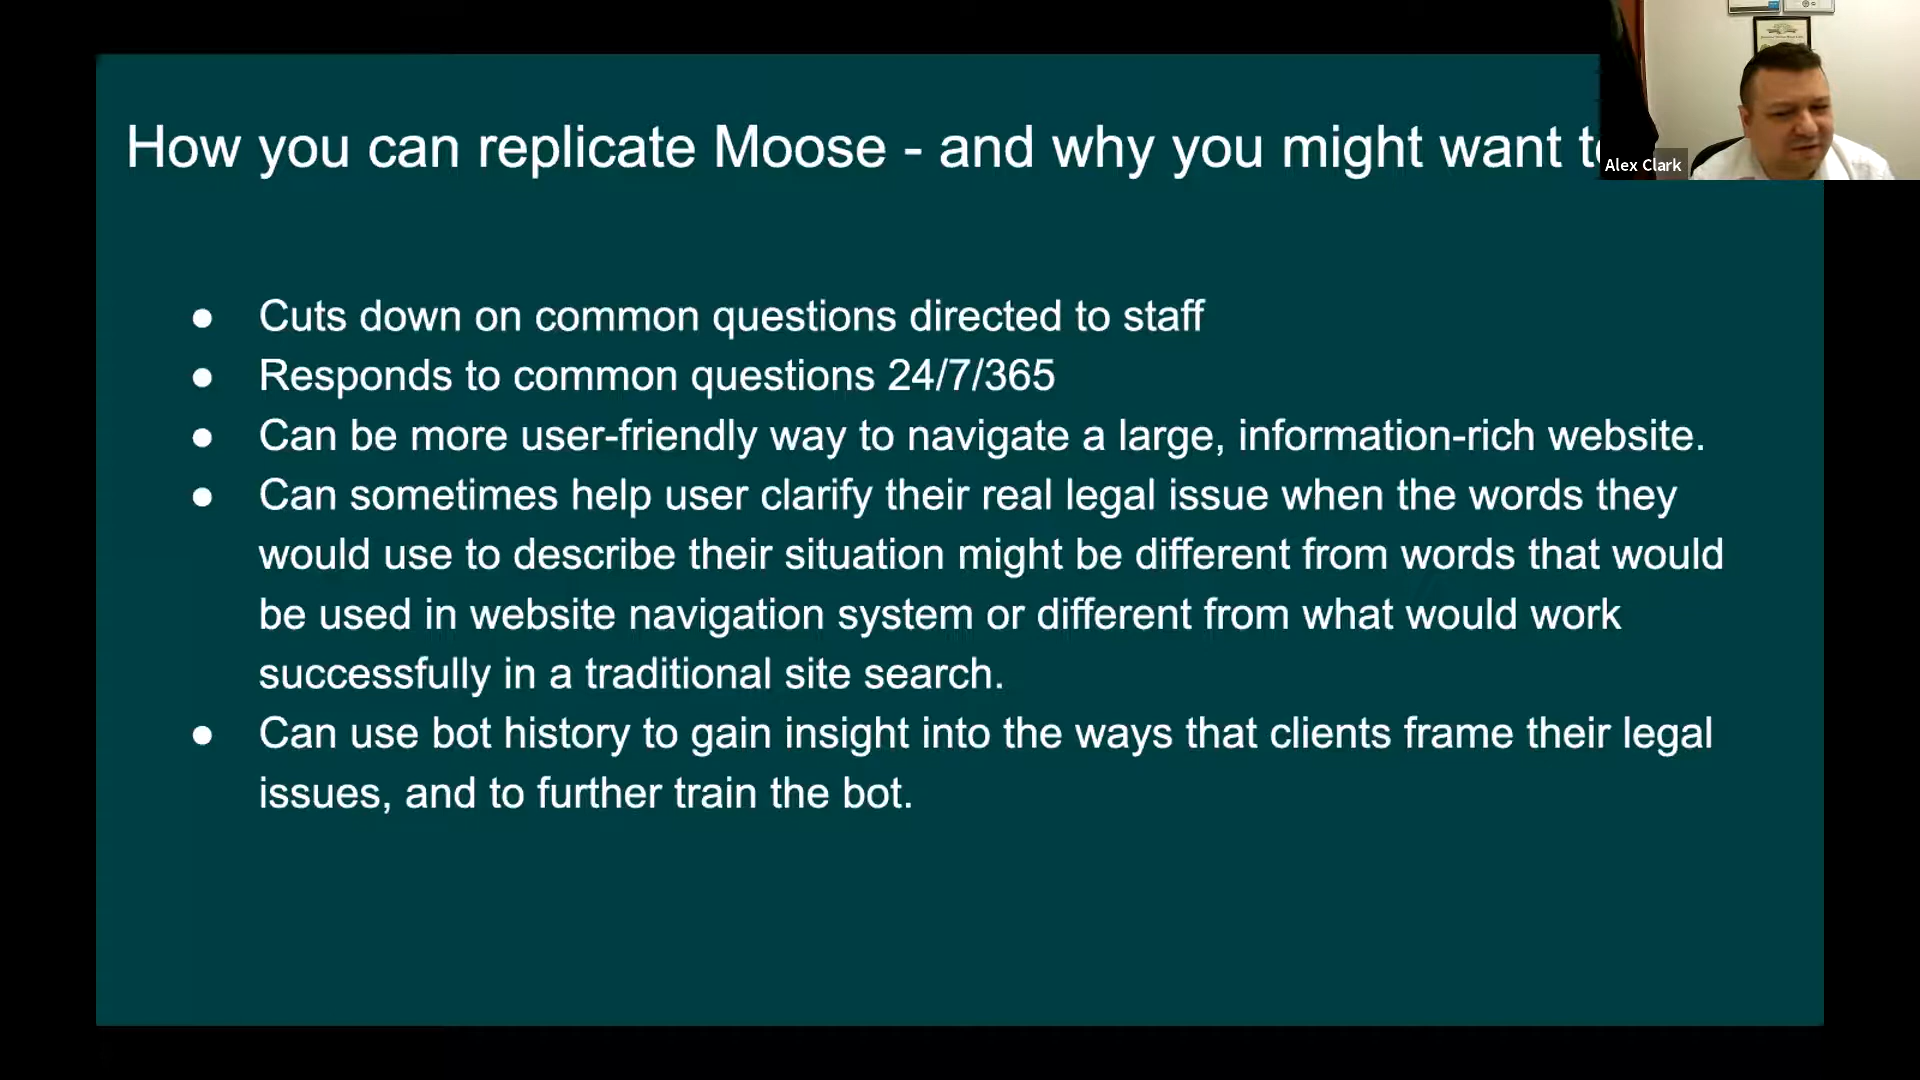 How you can replicate Moose - and why you might want to
Alex Clark
● Cuts down on common questions directed to staff
● Responds to common questions 24/7/365
● Can be more user-friendly way to navigate a large, information-rich website.
● Can sometimes help user clarify their real legal issue when the words they
would use to describe their situation might be different from words that would
be used in website navigation system or different from what would work
successfully in a traditional site search.
● Can use bot history to gain insight into the ways that clients frame their legal
issues, and to further train the bot.